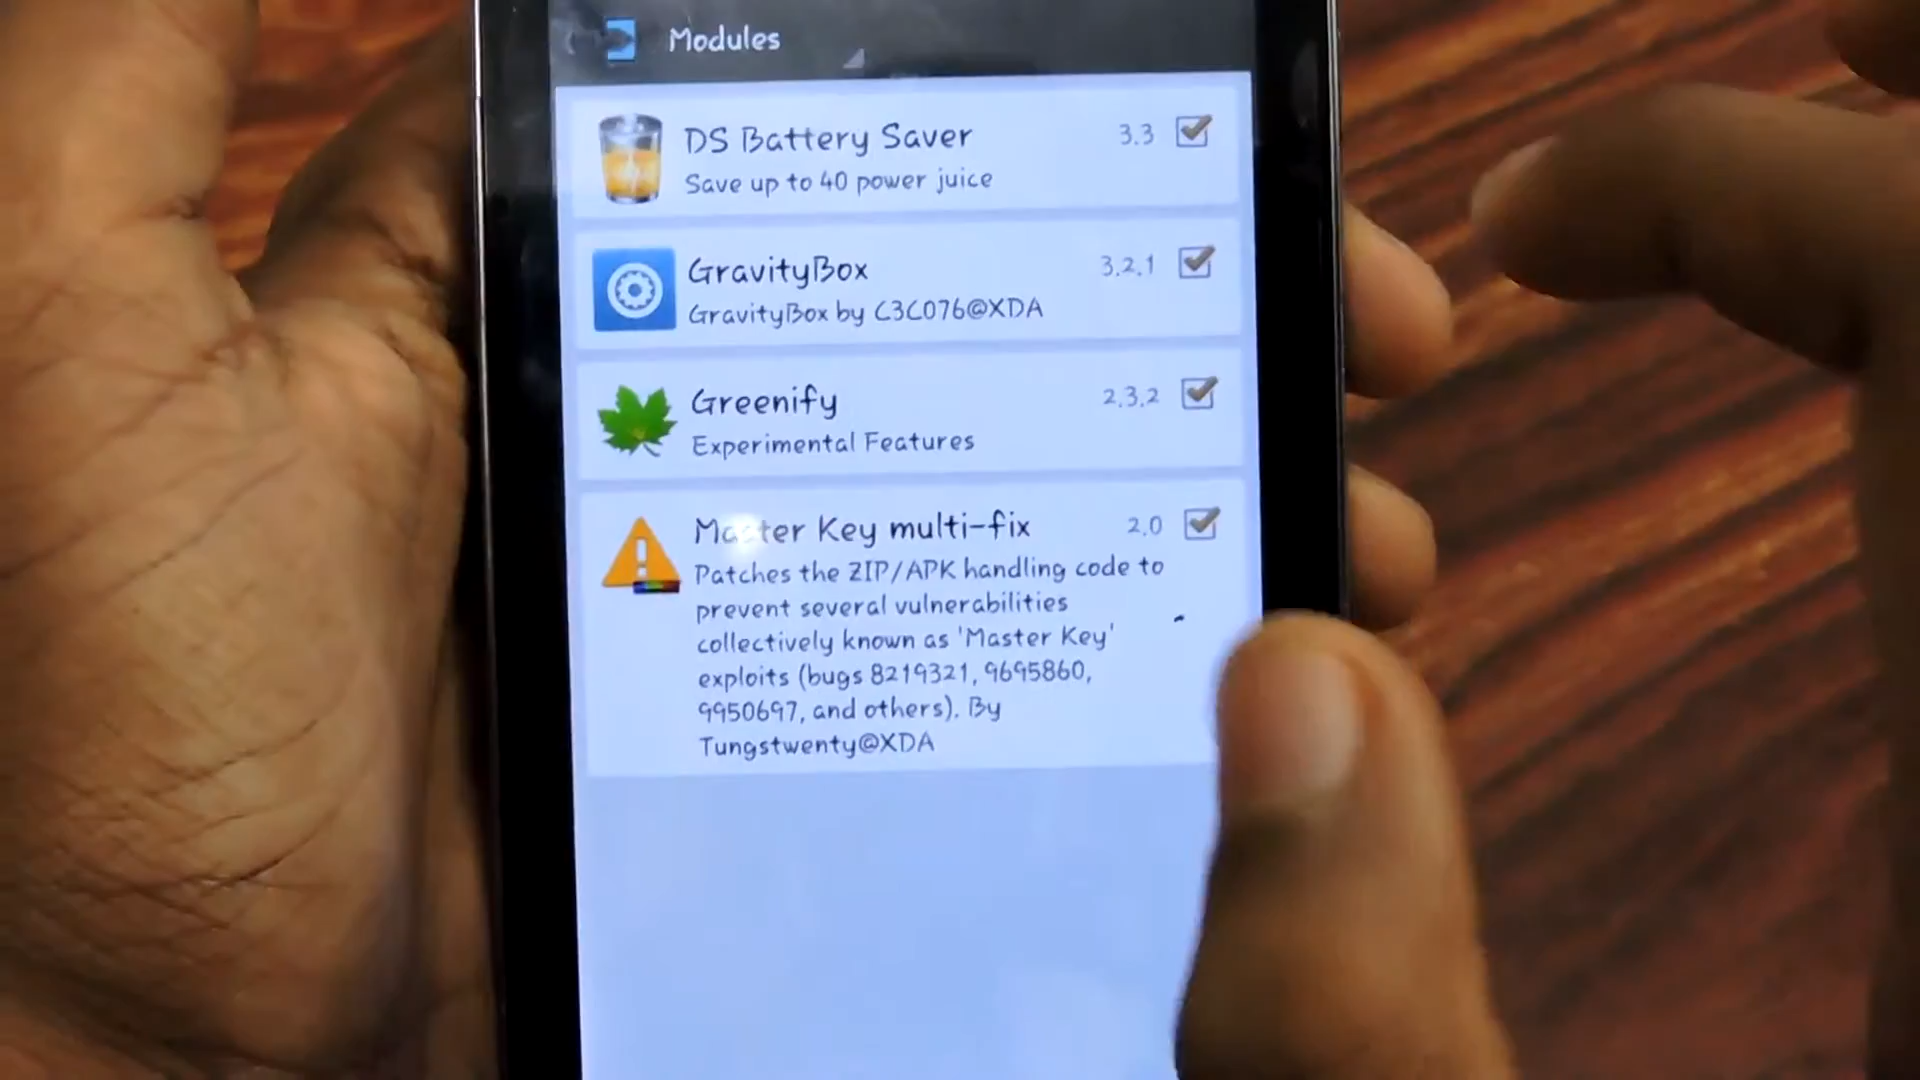 Modules
DS Battery Saver 3.3
Save up to 40 power juice
GravityBox 3.2.1
GravityBox by C3C076@XDA
Greenify 2.3.2
Experimental Features
Master Key multi-fix 2.0
Patches the ZIP/APK handling code to
prevent several vulnerabilities
collectively known as 'Master Key'
exploits (bugs 8219321, 9695860,
9950697, and others). By
Tungstwenty@XDA